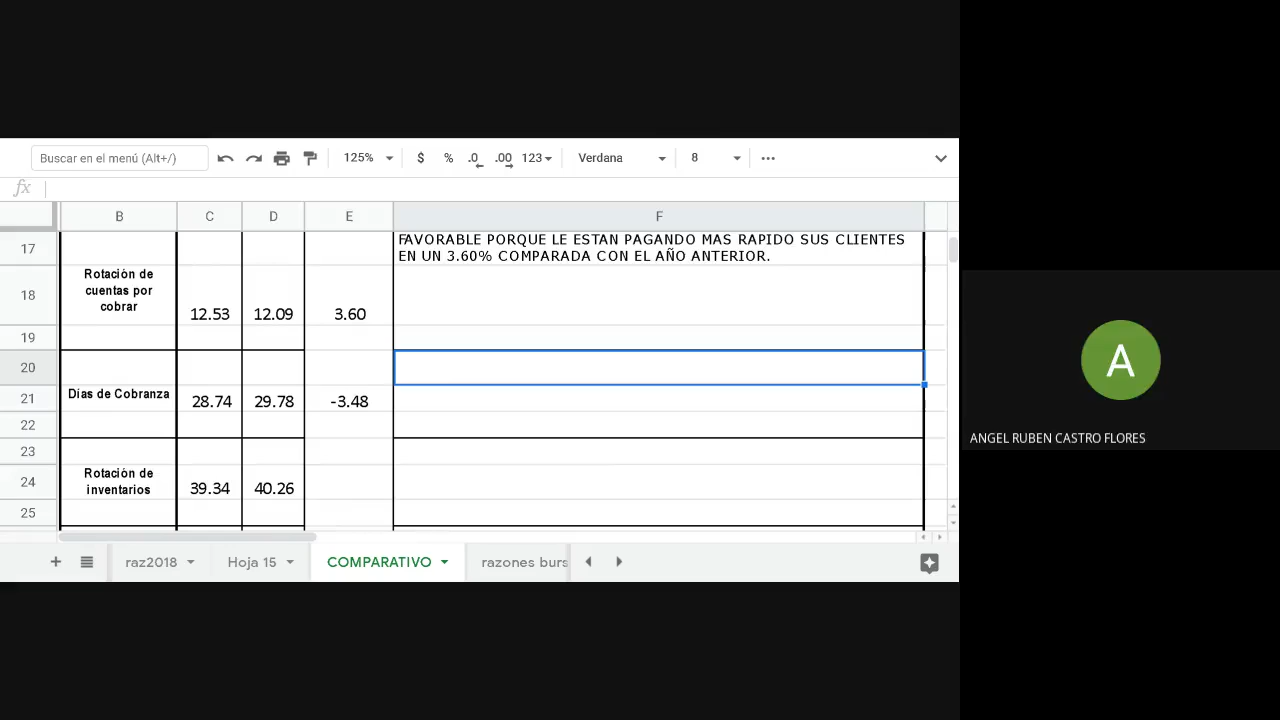 Buscar en el menú (Alt+/)
125%
$
%
.0
.00
123
Verdana
8
fx
B
C
D
E
F
17
FAVORABLE PORQUE LE ESTAN PAGANDO MAS RAPIDO SUS CLIENTES
EN UN 3.60% COMPARADA CON EL AÑO ANTERIOR.
18
Rotación de
cuentas por
cobrar
12.53
12.09
3.60
19
20
21
Días de Cobranza
28.74
29.78
-3.48
22
23
24
Rotación de
inventarios
39.34
40.26
25
raz2018
Hoja 15
COMPARATIVO
razones burs
A
ANGEL RUBEN CASTRO FLORES